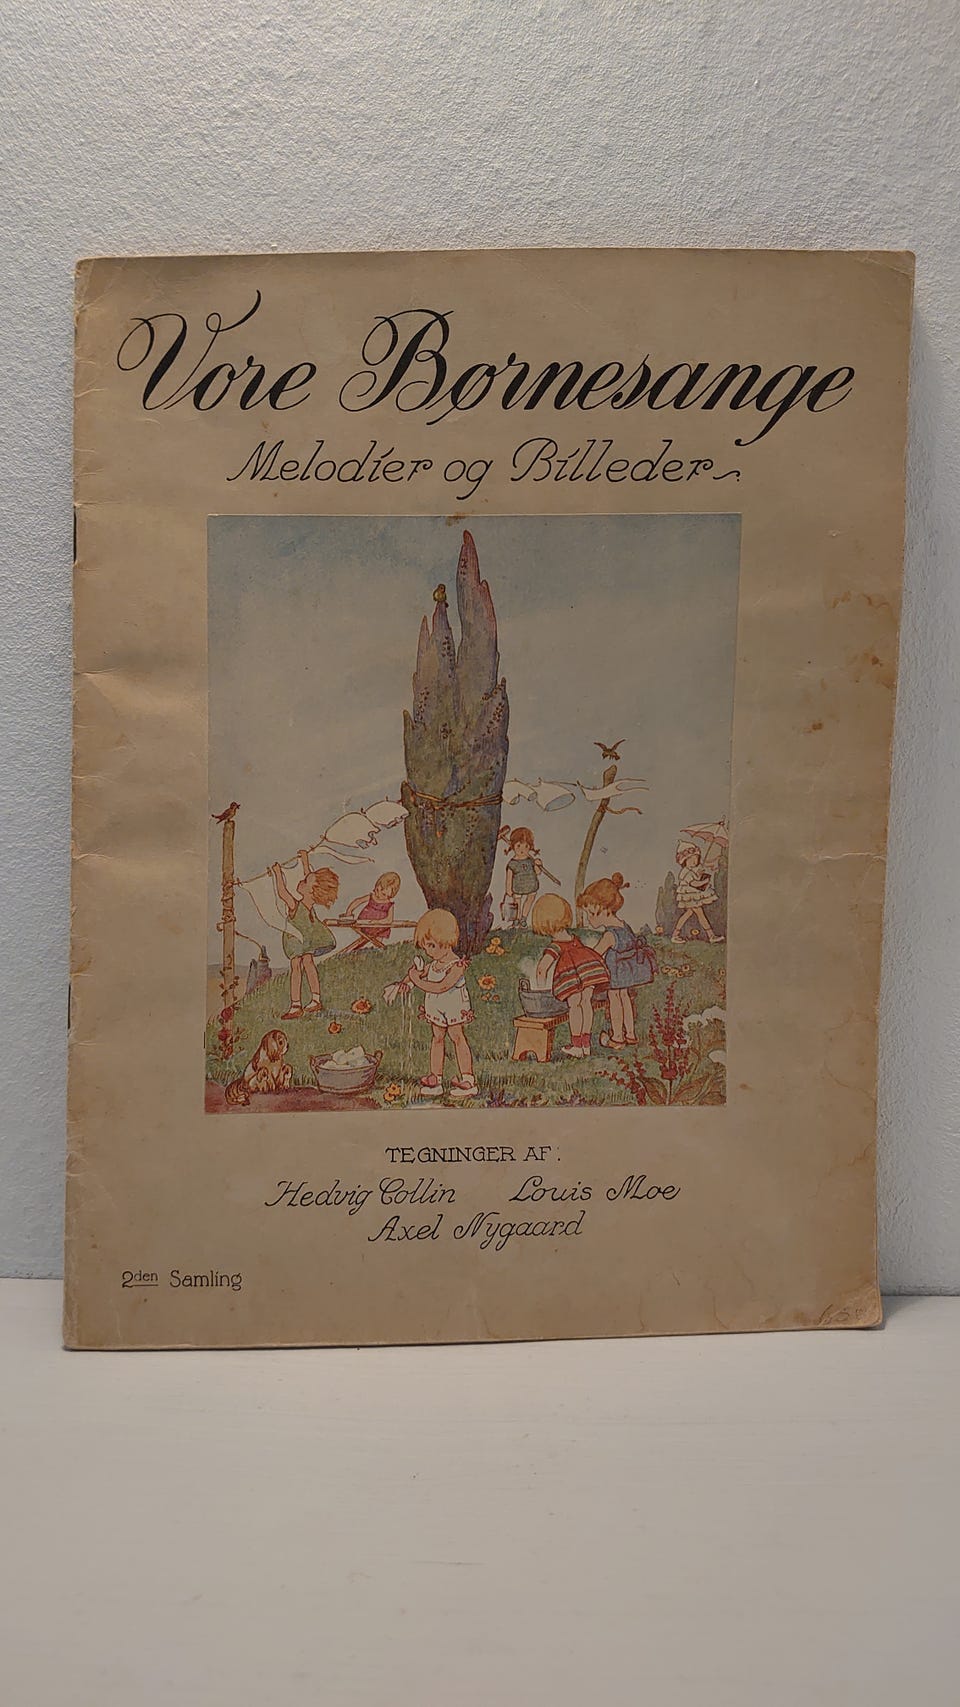 Vore Børnesange
Melodier og Billeder
TEGNINGER AF:
Hedvig Collin Louis Moe
Axel Nygaard
2den Samling